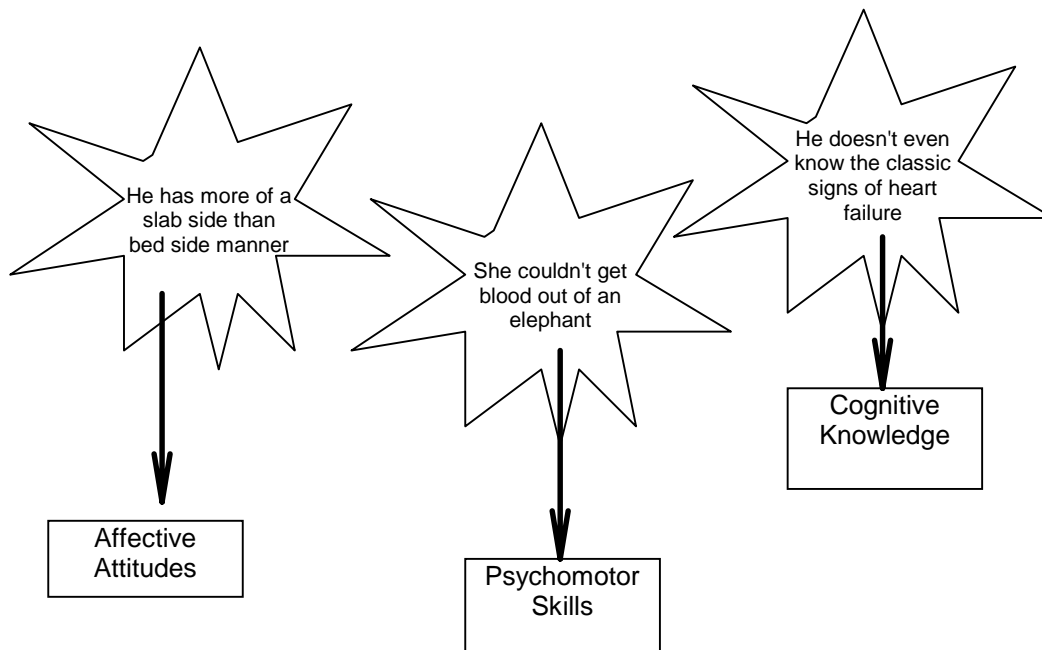 He has more of a
slab side than
bed side manner
She couldn't get
blood out of an
elephant
He doesn't even
know the classic
signs of heart
failure
Affective
Attitudes
Psychomotor
Skills
Cognitive
Knowledge